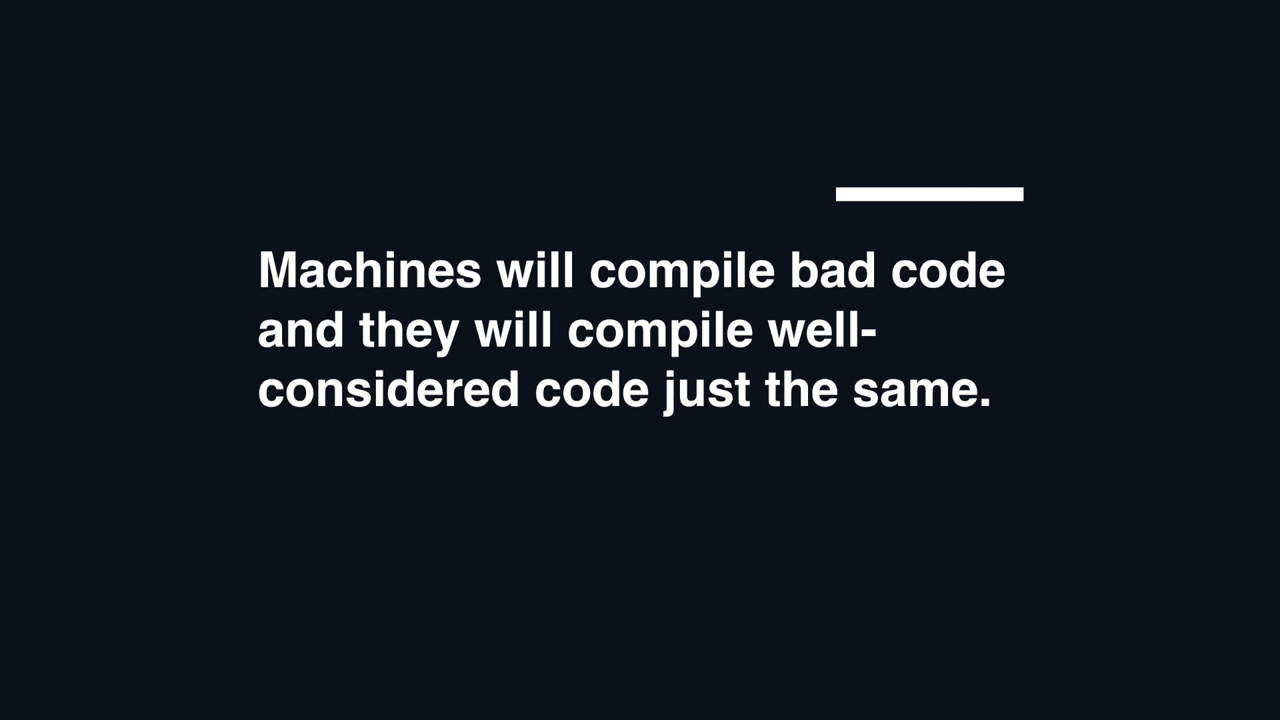 Machines will compile bad code
and they will compile well-
considered code just the same.